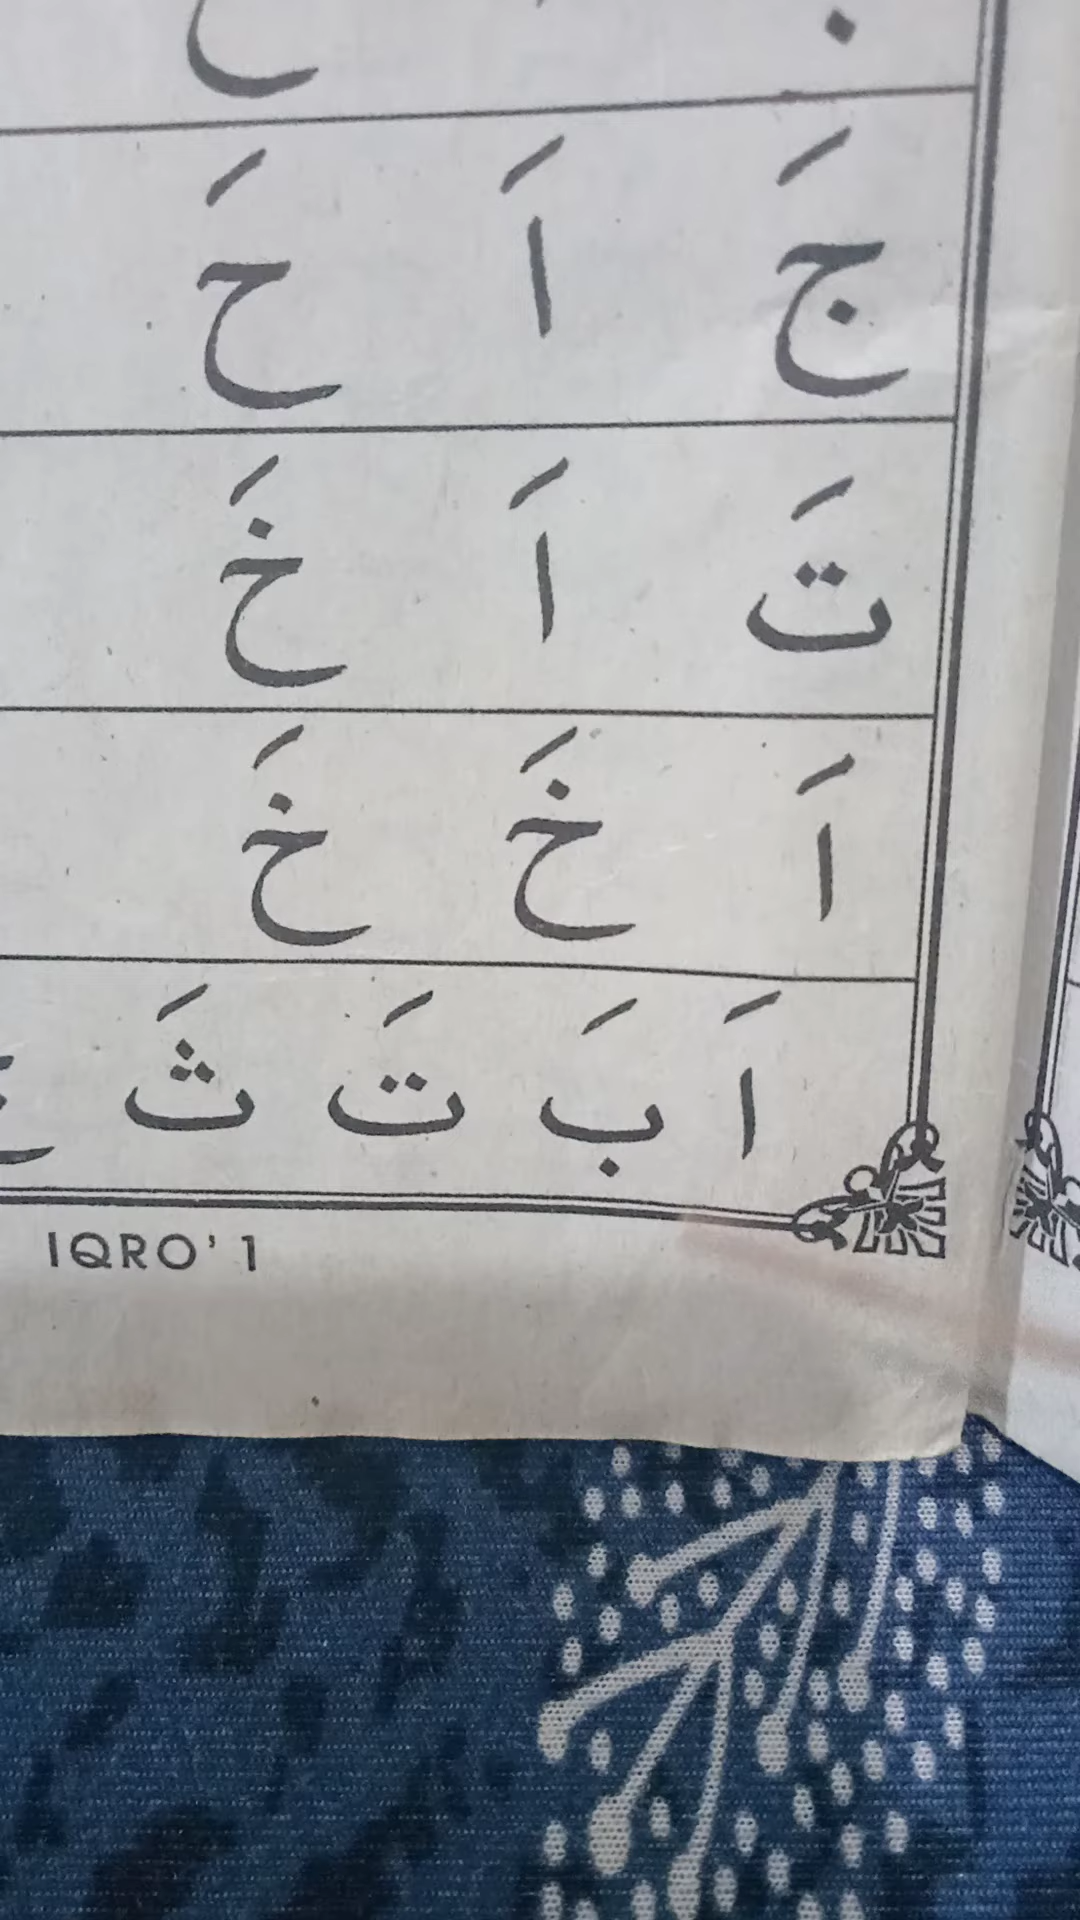 جَ اَ حَ
تَ اَ خَ
اَ خَ خَ
اَ بَ تَ ثَ
IQRO' 1